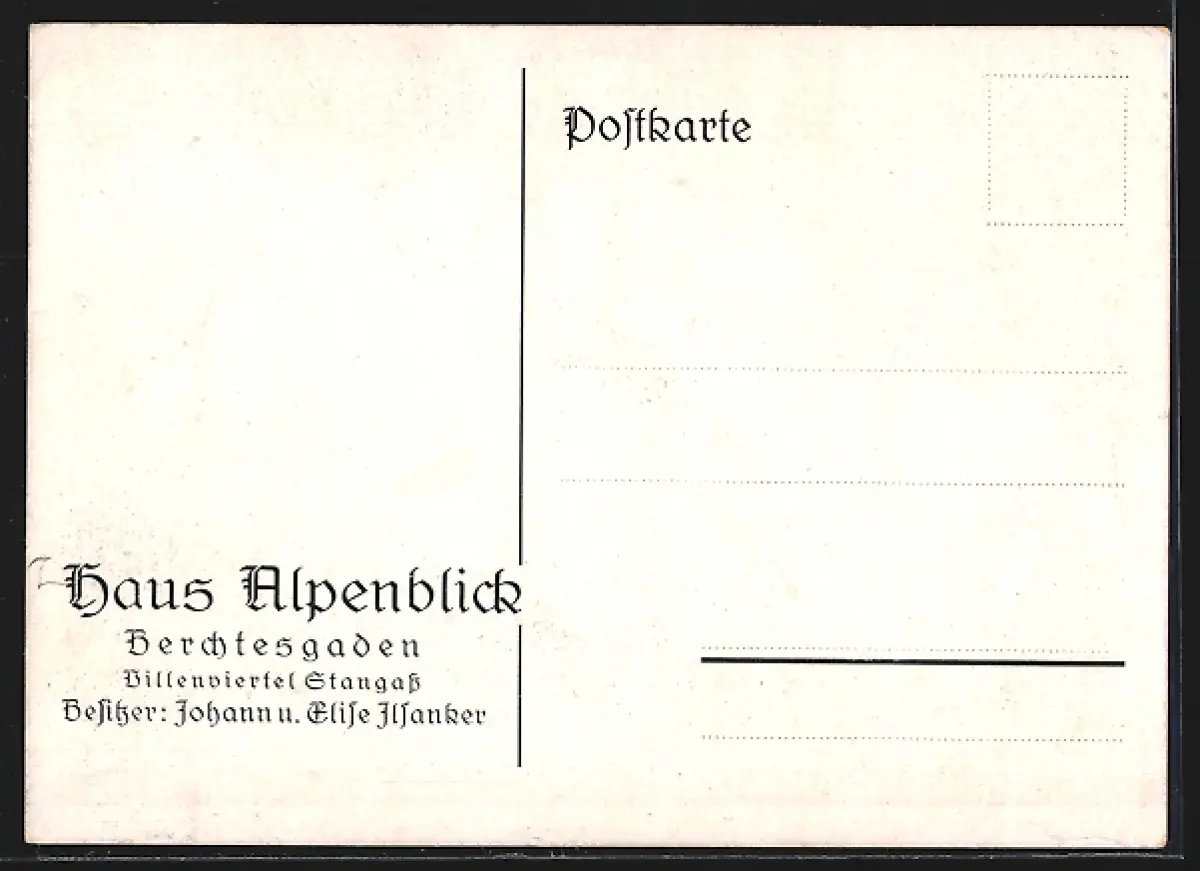 Postkarte
Haus Alpenblick
Berchtesgaden
Villenviertel Stangaß
Besitzer: Johann u. Elise Ilsanker